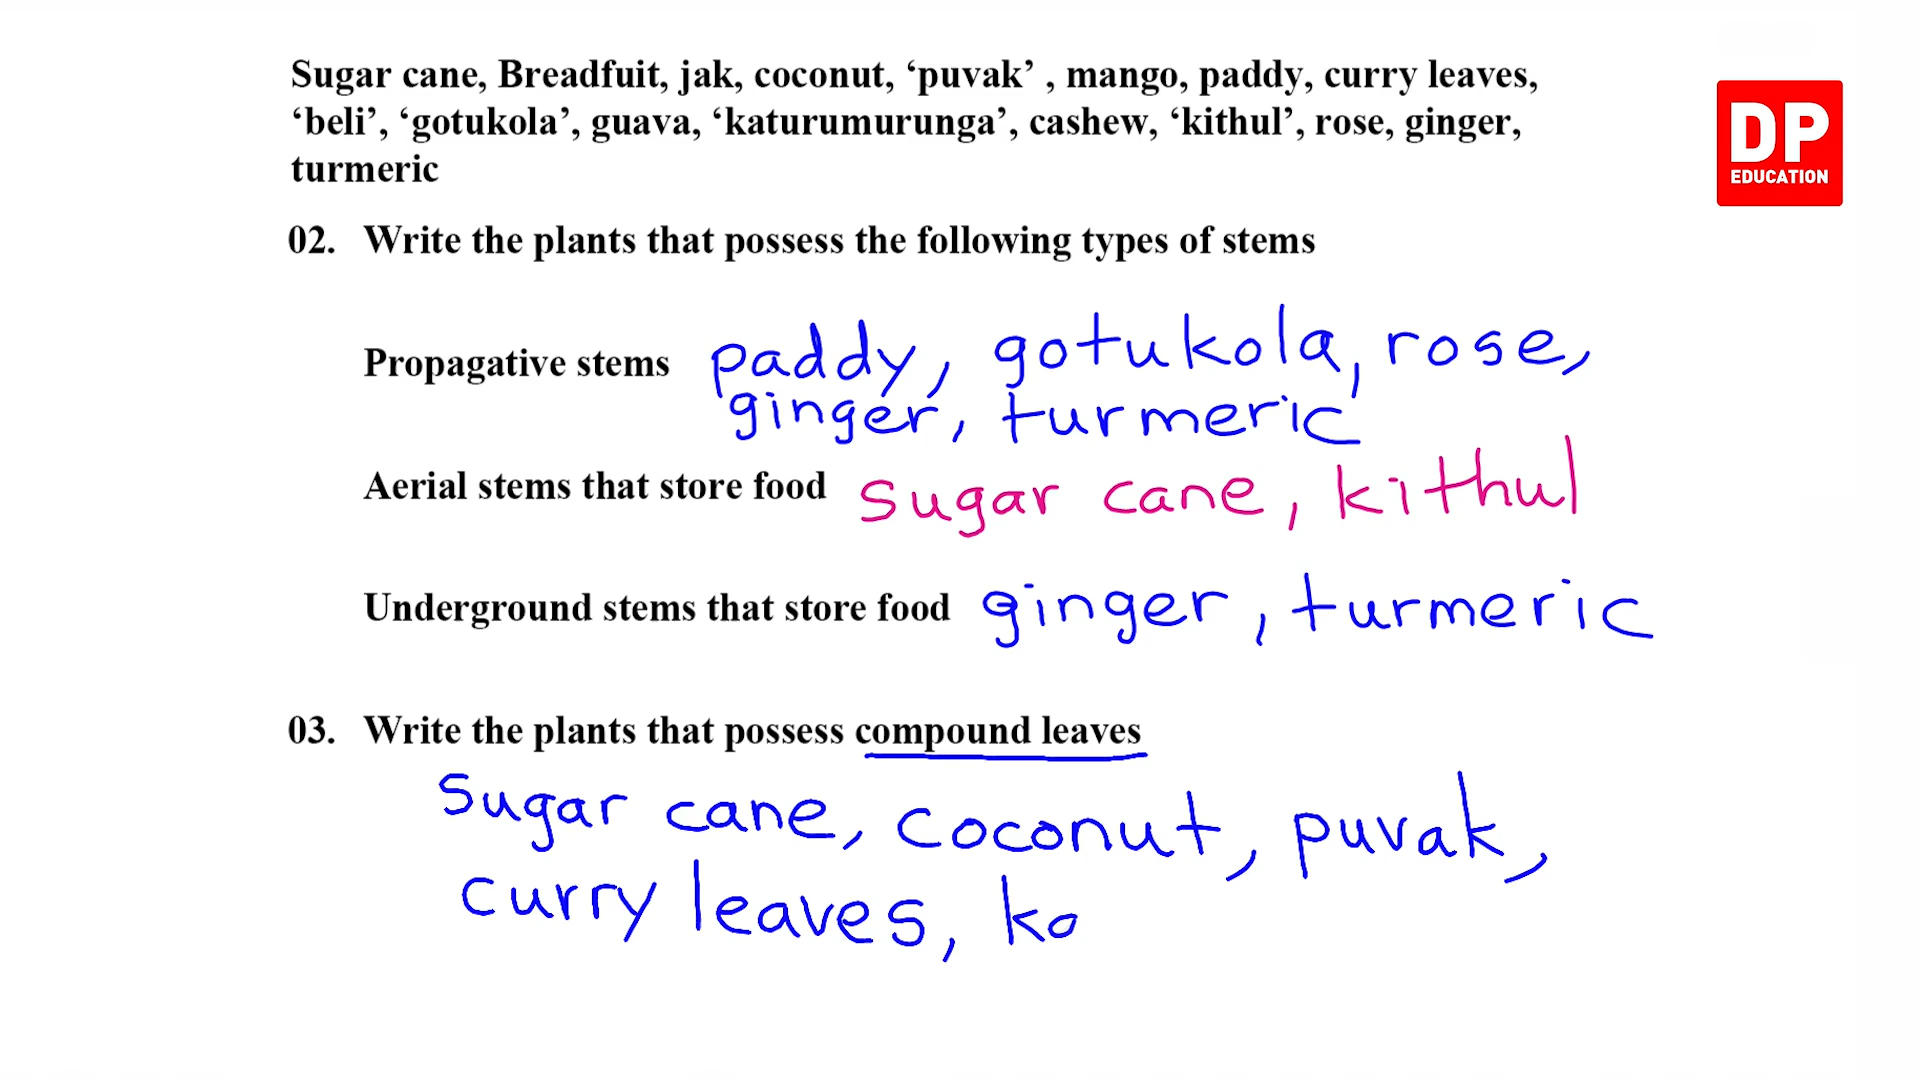 Sugar cane, Breadfuit, jak, coconut, ‘puvak’ , mango, paddy, curry leaves,
‘beli’, ‘gotukola’, guava, ‘katurumurunga’, cashew, ‘kithul’, rose, ginger,
turmeric
DP
EDUCATION
02. Write the plants that possess the following types of stems
Propagative stems paddy, gotukola, rose,
ginger, turmeric
Aerial stems that store food sugar cane, kithul
Underground stems that store food ginger, turmeric
03. Write the plants that possess compound leaves
Sugar cane, coconut, puvak,
curry leaves, ka